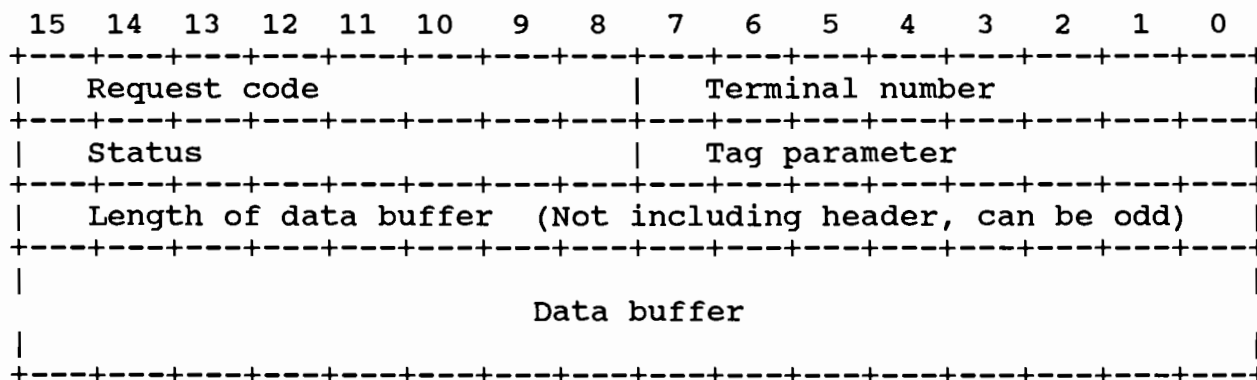 15 14 13 12 11 10 9 8 7 6 5 4 3 2 1 0
+---+---+---+---+---+---+---+---+---+---+---+---+---+---+---+---+
| Request code | Terminal number |
+---+---+---+---+---+---+---+---+---+---+---+---+---+---+---+---+
| Status | Tag parameter |
+---+---+---+---+---+---+---+---+---+---+---+---+---+---+---+---+
| Length of data buffer (Not including header, can be odd) |
+---+---+---+---+---+---+---+---+---+---+---+---+---+---+---+---+
| |
Data buffer
| |
+---+---+---+---+---+---+---+---+---+---+---+---+---+---+---+---+